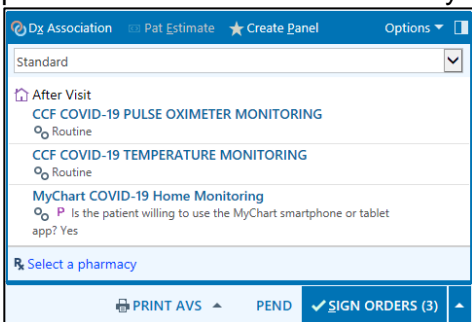 Dx Association Pat Estimate Create Panel Options
Standard
After Visit
CCF COVID-19 PULSE OXIMETER MONITORING
Routine
CCF COVID-19 TEMPERATURE MONITORING
Routine
MyChart COVID-19 Home Monitoring
P Is the patient willing to use the MyChart smartphone or tablet
app? Yes
Rx Select a pharmacy
PRINT AVS PEND SIGN ORDERS (3)